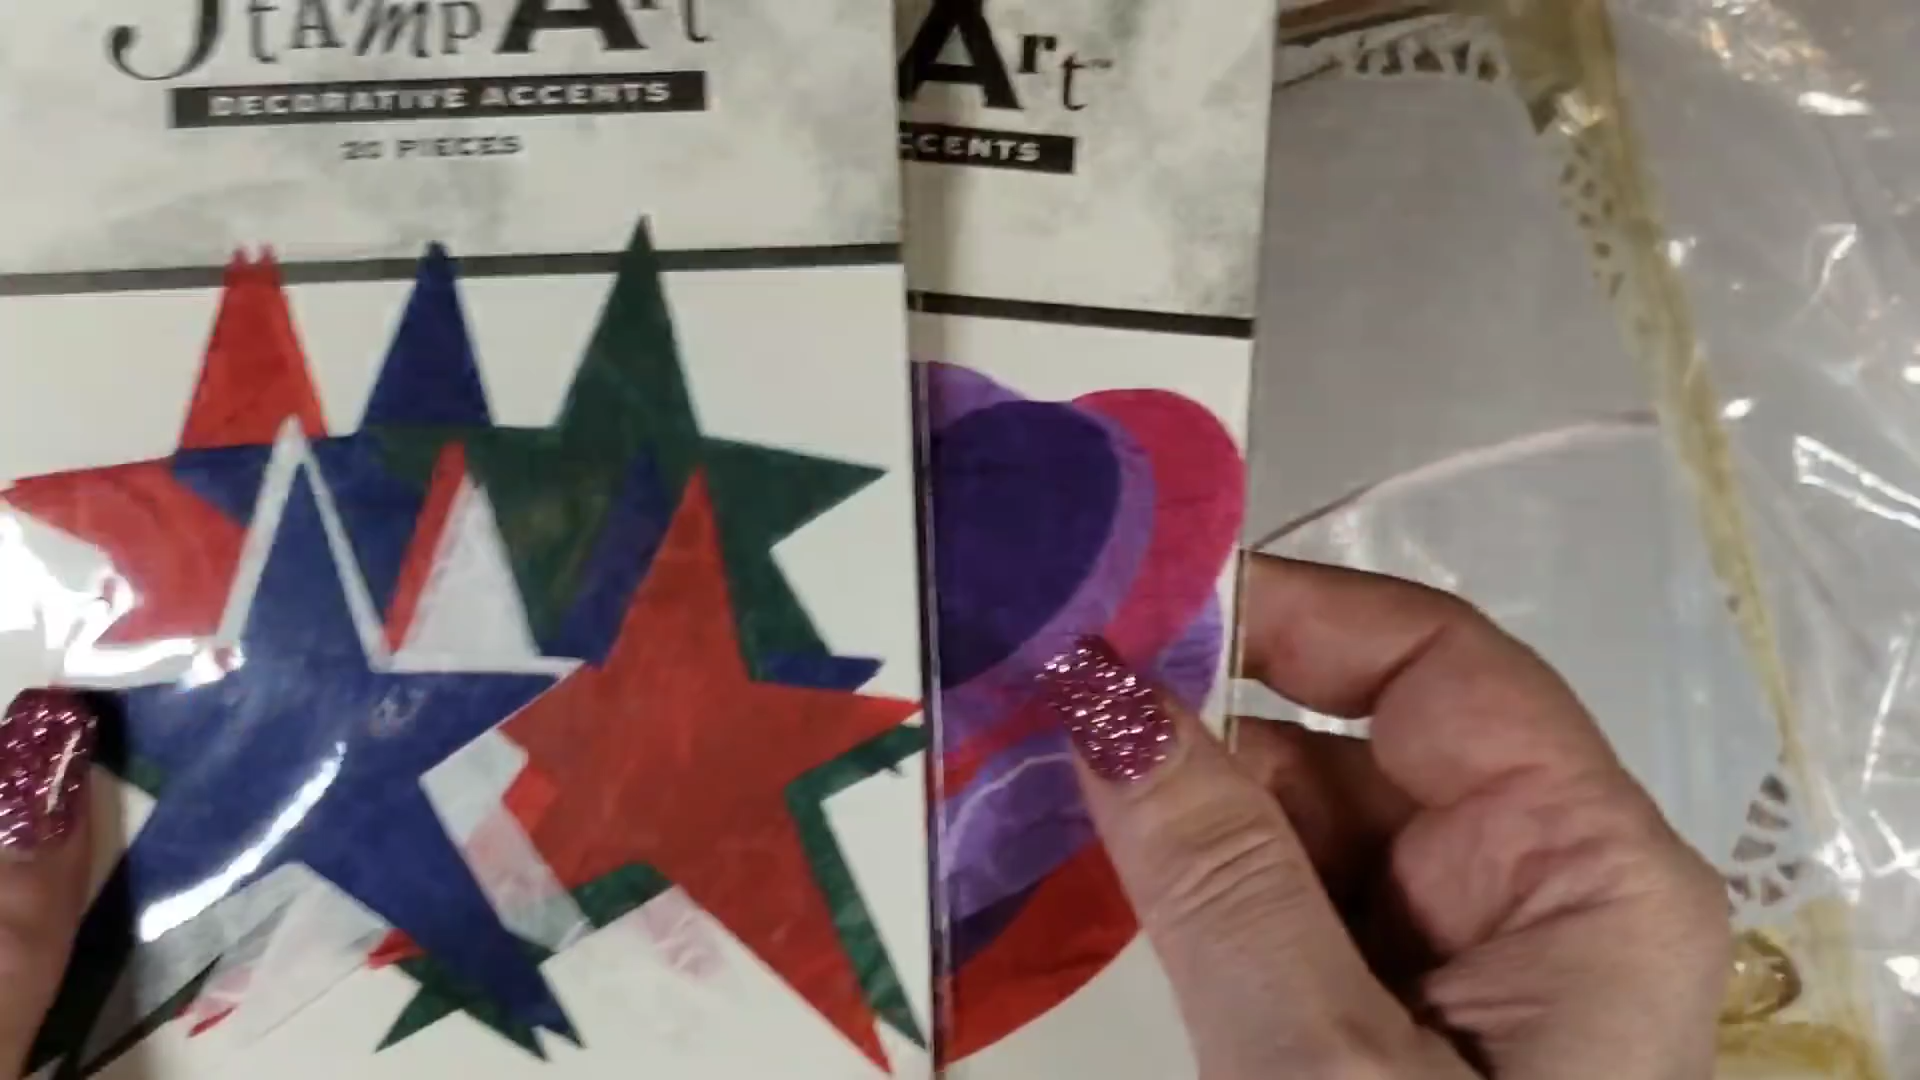 StampArt
DECORATIVE ACCENTS
20 PIECES
Art
CCENTS